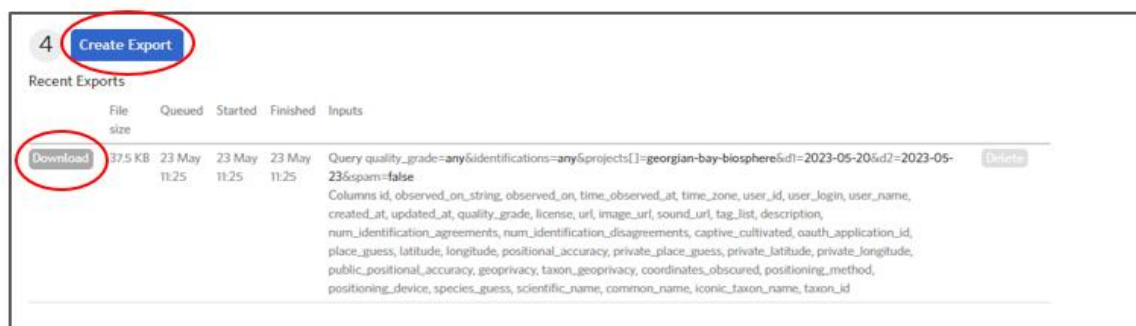 4 Create Export
Recent Exports
File size Queued Started Finished Inputs
Download 37.5 KB 23 May 11:25 23 May 11:25 23 May 11:25 Query quality_grade=any&identifications=any&projects[]=georgian-bay-biosphere&d1=2023-05-20&d2=2023-05- Delete
23&spam=false
Columns id, observed_on_string, observed_on, time_observed_at, time_zone, user_id, user_login, user_name,
created_at, updated_at, quality_grade, license, url, image_url, sound_url, tag_list, description,
num_identification_agreements, num_identification_disagreements, captive_cultivated, oauth_application_id,
place_guess, latitude, longitude, positional_accuracy, private_place_guess, private_latitude, private_longitude,
public_positional_accuracy, geoprivacy, taxon_geoprivacy, coordinates_obscured, positioning_method,
positioning_device, species_guess, scientific_name, common_name, iconic_taxon_name, taxon_id